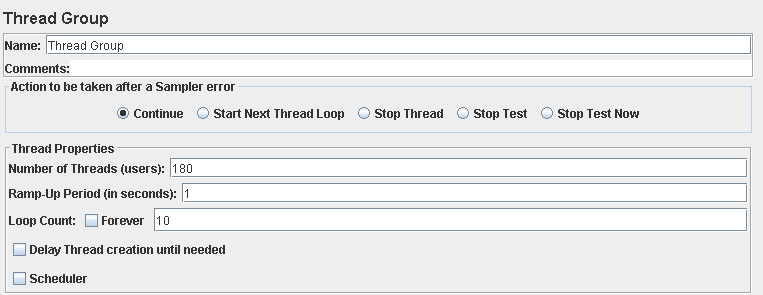 Thread Group
Name: Thread Group
Comments:
Action to be taken after a Sampler error
Continue Start Next Thread Loop Stop Thread Stop Test Stop Test Now
Thread Properties
Number of Threads (users): 180
Ramp-Up Period (in seconds): 1
Loop Count: Forever 10
Delay Thread creation until needed
Scheduler